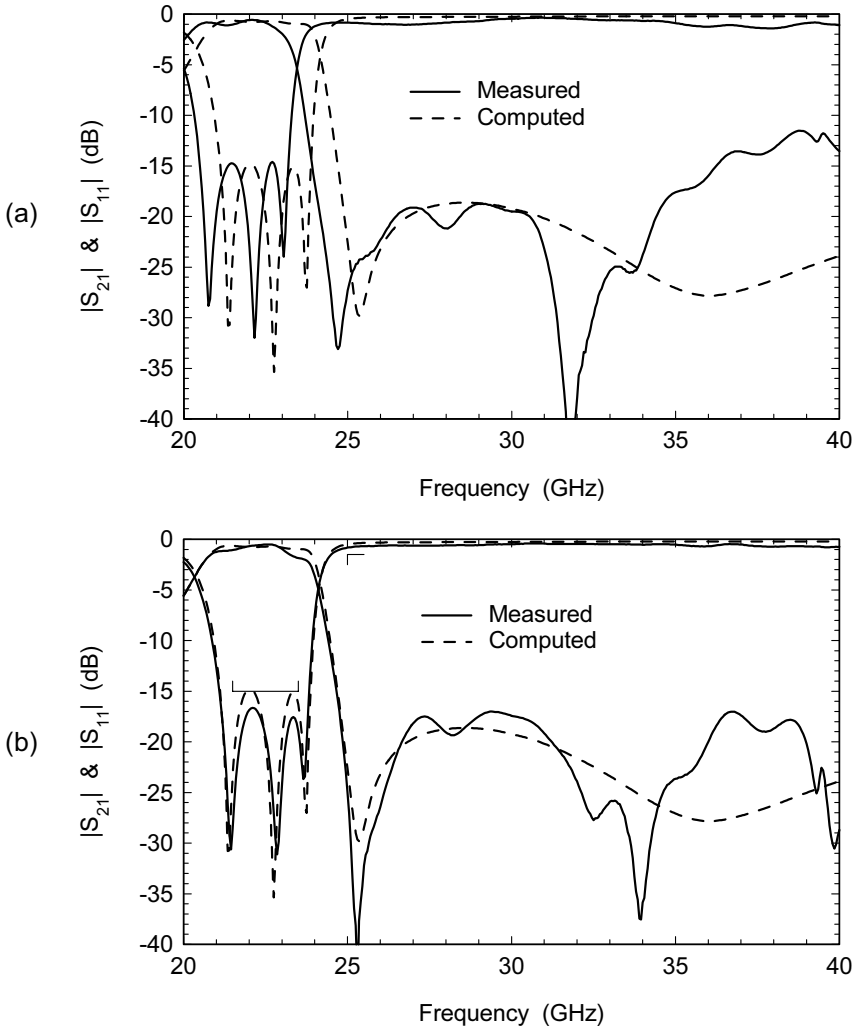 (a)
|S21| & |S11| (dB)
0
-5
-10
-15
-20
-25
-30
-35
-40
Measured
Computed
20 25 30 35 40
Frequency (GHz)
(b)
|S21| & |S11| (dB)
0
-5
-10
-15
-20
-25
-30
-35
-40
Measured
Computed
20 25 30 35 40
Frequency (GHz)